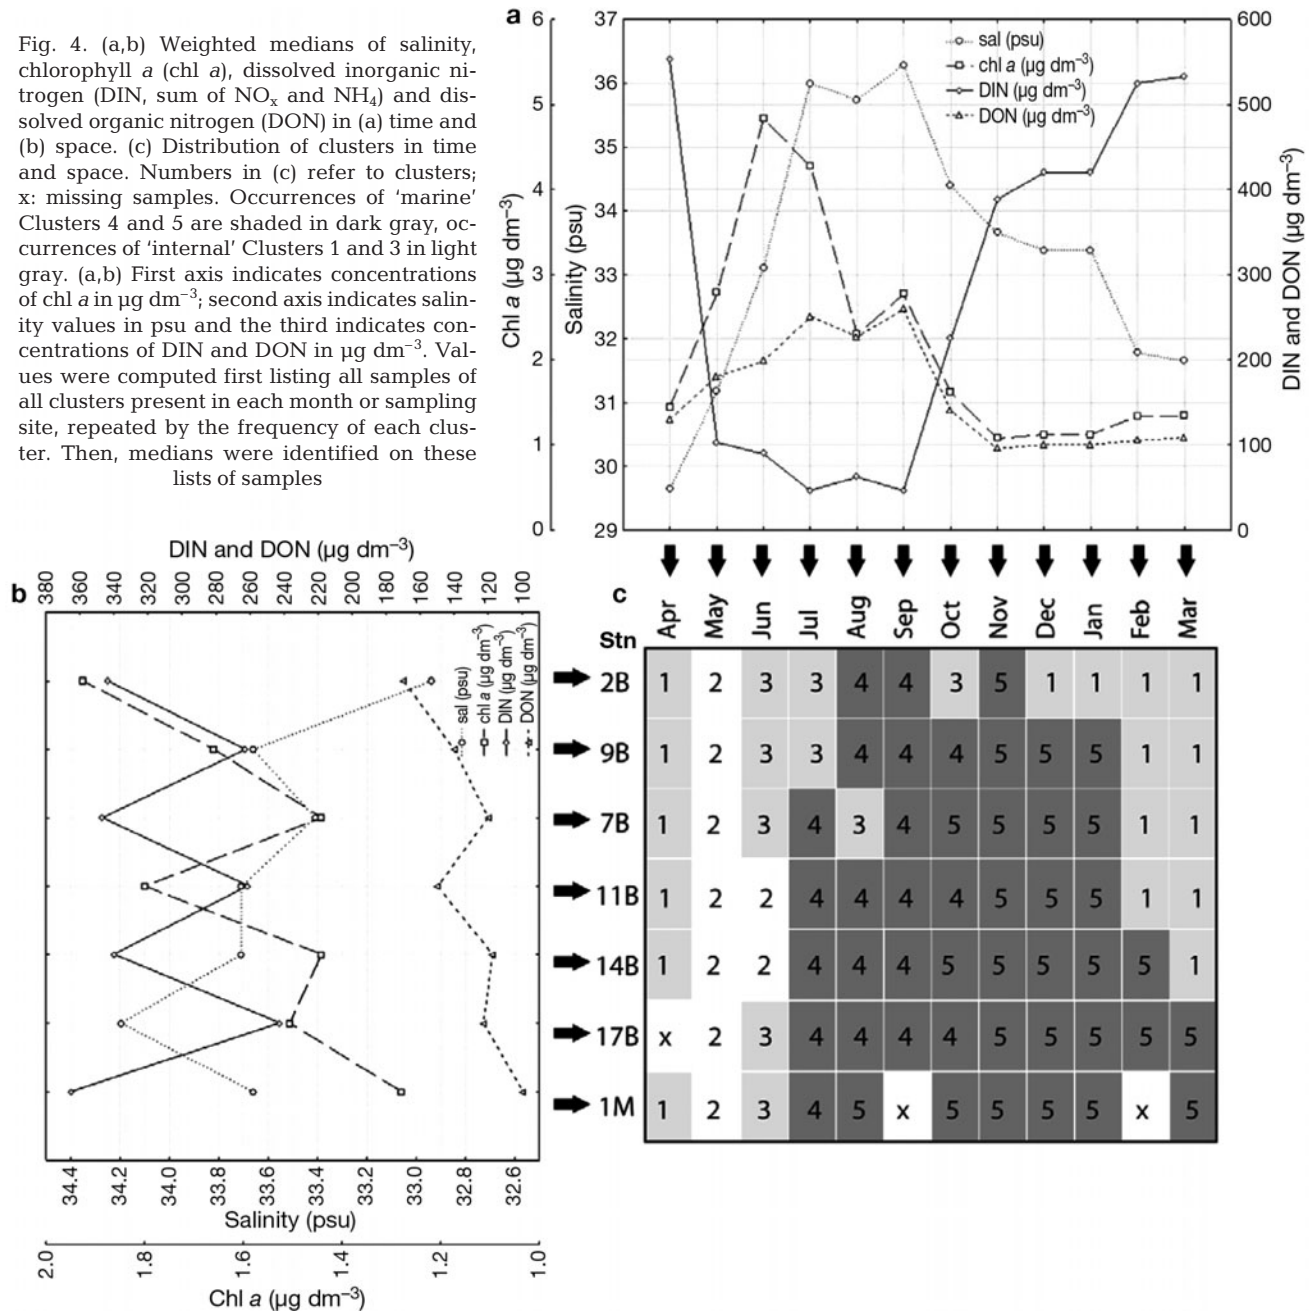 Fig. 4. (a,b) Weighted medians of salinity,
chlorophyll a (chl a), dissolved inorganic ni-
trogen (DIN, sum of NOx and NH4) and dis-
solved organic nitrogen (DON) in (a) time and
(b) space. (c) Distribution of clusters in time
and space. Numbers in (c) refer to clusters;
x: missing samples. Occurrences of ‘marine’
Clusters 4 and 5 are shaded in dark gray, oc-
currences of ‘internal’ Clusters 1 and 3 in light
gray. (a,b) First axis indicates concentrations
of chl a in µg dm–3; second axis indicates salin-
ity values in psu and the third indicates con-
centrations of DIN and DON in µg dm–3. Val-
ues were computed first listing all samples of
all clusters present in each month or sampling
site, repeated by the frequency of each clus-
ter. Then, medians were identified on these
lists of samples
a
6
5
4
3
2
1
0
Chl a (µg dm–3)
37
36
35
34
33
32
31
30
29
Salinity (psu)
sal (psu)
chl a (µg dm–3)
DIN (µg dm–3)
DON (µg dm–3)
600
500
400
300
200
100
0
DIN and DON (µg dm–3)
b
DIN and DON (µg dm–3)
380 360 340 320 300 280 260 240 220 200 180 160 140 120 100
sal (psu)
chl a (µg dm–3)
DIN (µg dm–3)
DON (µg dm–3)
34.4 34.2 34.0 33.8 33.6 33.4 33.2 33.0 32.8 32.6
Salinity (psu)
2.0 1.8 1.6 1.4 1.2 1.0
Chl a (µg dm–3)
c
Stn Apr May Jun Jul Aug Sep Oct Nov Dec Jan Feb Mar
2B 1 2 3 3 4 4 3 5 1 1 1 1
9B 1 2 3 3 4 4 4 5 5 5 1 1
7B 1 2 3 4 3 4 5 5 5 5 1 1
11B 1 2 2 4 4 4 4 5 5 5 1 1
14B 1 2 2 4 4 4 5 5 5 5 5 1
17B x 2 3 4 4 4 4 5 5 5 5 5
1M 1 2 3 4 5 x 5 5 5 5 x 5